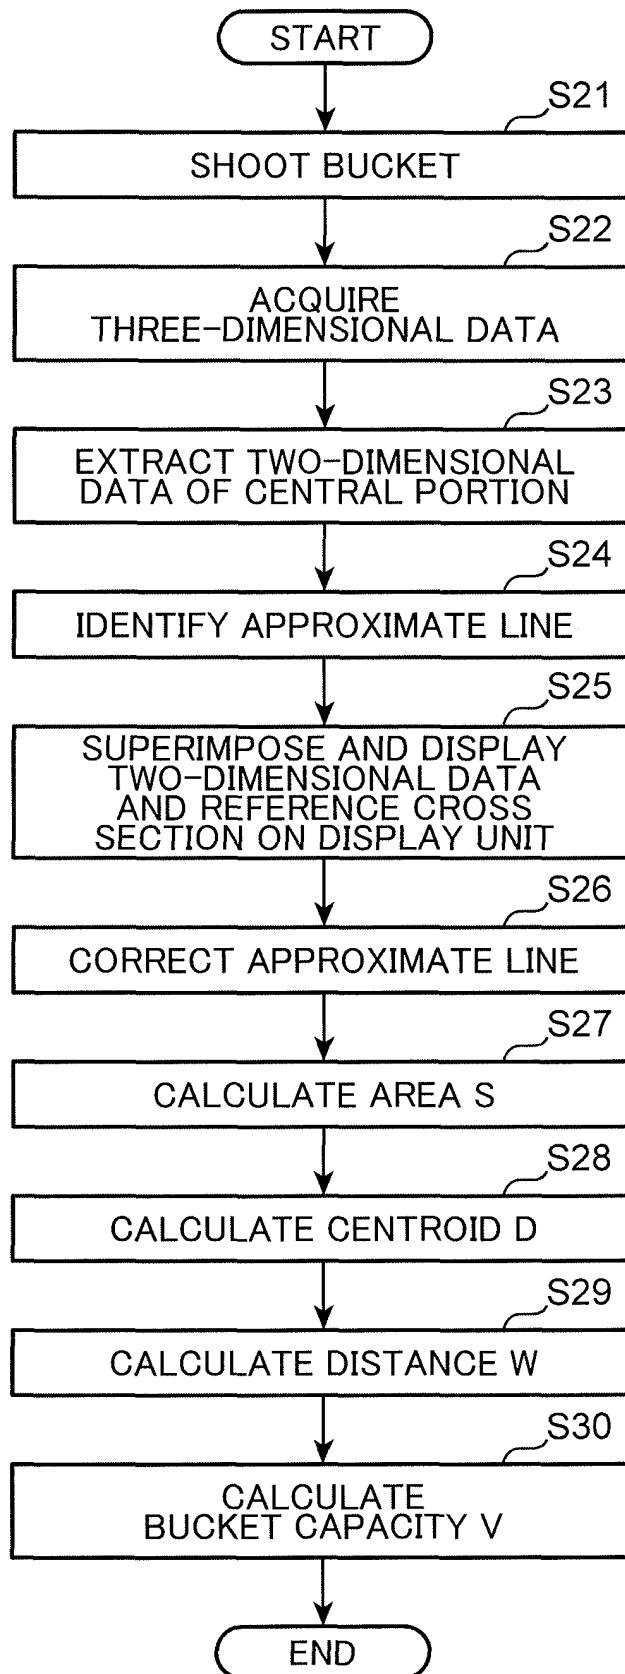 START
S21
SHOOT BUCKET
S22
ACQUIRE
THREE-DIMENSIONAL DATA
S23
EXTRACT TWO-DIMENSIONAL
DATA OF CENTRAL PORTION
S24
IDENTIFY APPROXIMATE LINE
S25
SUPERIMPOSE AND DISPLAY
TWO-DIMENSIONAL DATA
AND REFERENCE CROSS
SECTION ON DISPLAY UNIT
S26
CORRECT APPROXIMATE LINE
S27
CALCULATE AREA S
S28
CALCULATE CENTROID D
S29
CALCULATE DISTANCE W
S30
CALCULATE
BUCKET CAPACITY V
END